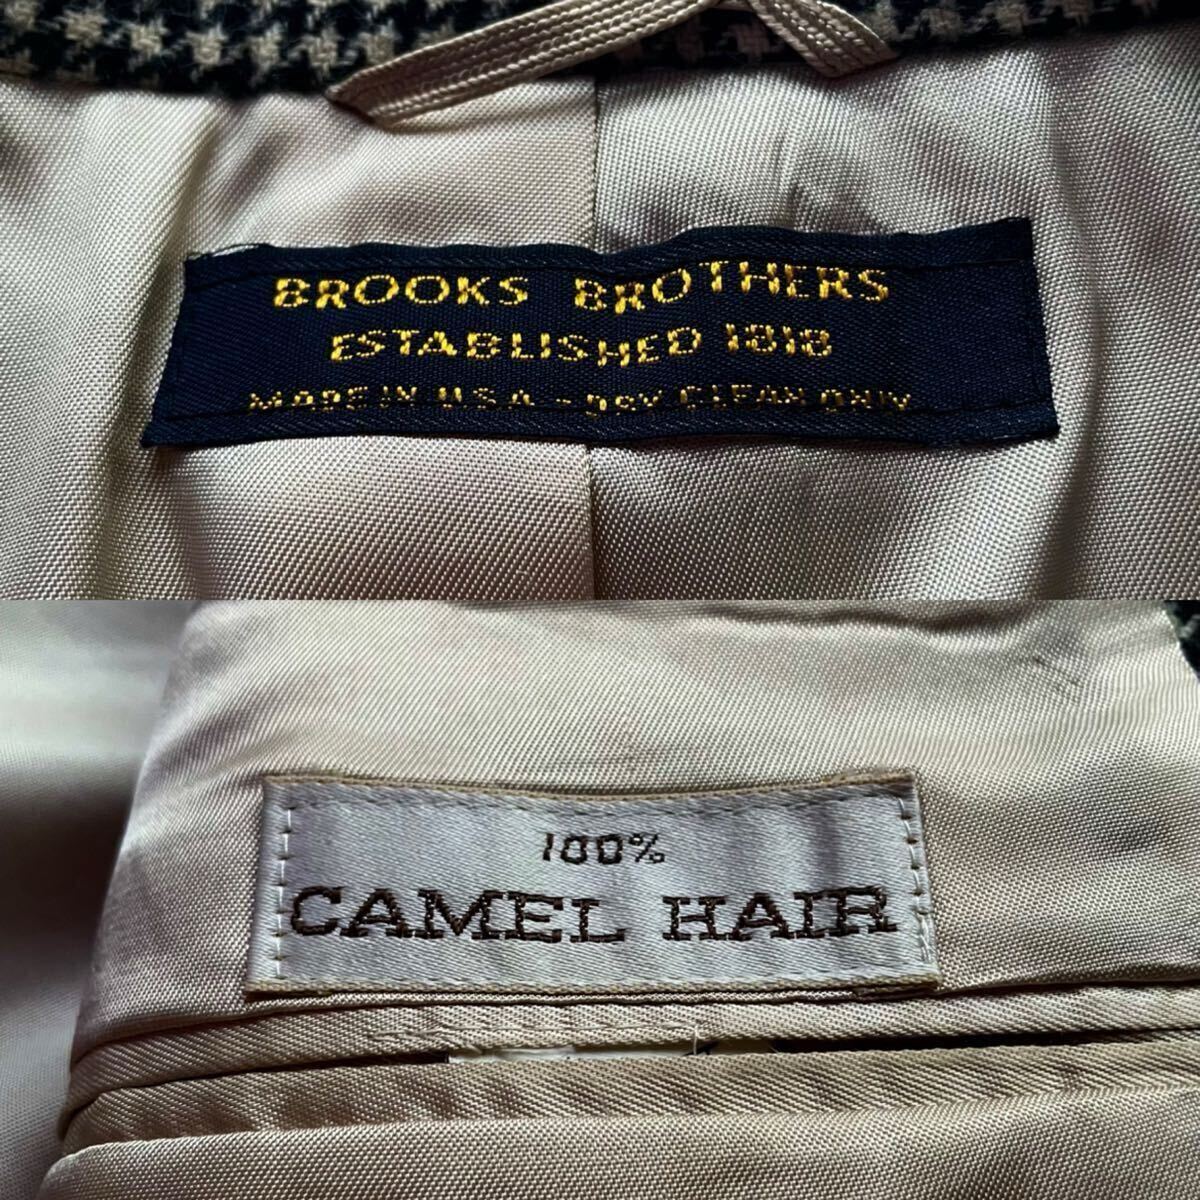 BROOKS BROTHERS
ESTABLISHED 1818
MADE IN U.S.A. - DRY CLEAN ONLY
100%
CAMEL HAIR